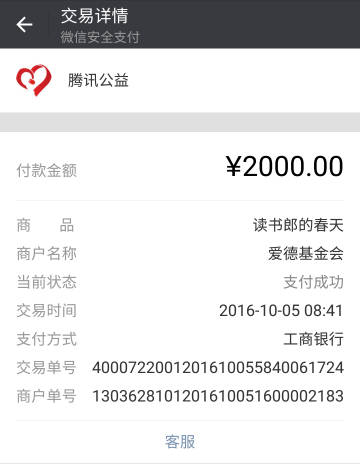 交易详情
微信安全支付
腾讯公益
付款金额 ¥2000.00
商 品 读书郎的春天
商户名称 爱德基金会
当前状态 支付成功
交易时间 2016-10-05 08:41
支付方式 工商银行
交易单号 4000722001201610055840061724
商户单号 1303628101201610051600002183
客服